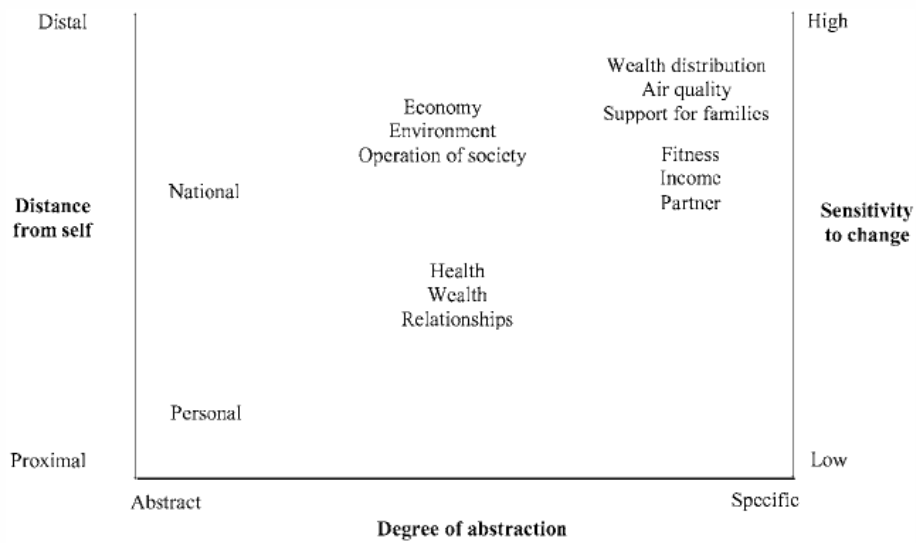 Distal
High
Wealth distribution
Air quality
Support for families
Economy
Environment
Operation of society
Fitness
Income
Partner
National
Distance
from self
Sensitivity
to change
Health
Wealth
Relationships
Personal
Proximal
Low
Abstract
Specific
Degree of abstraction